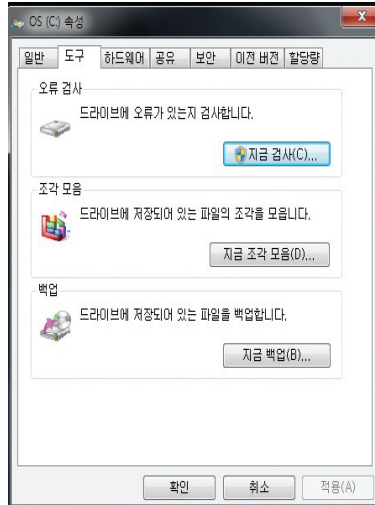 OS (C:) 속성
일반 도구 하드웨어 공유 보안 이전 버전 할당량
오류 검사
드라이브에 오류가 있는지 검사합니다.
지금 검사(C)...
조각 모음
드라이브에 저장되어 있는 파일의 조각을 모읍니다.
지금 조각 모음(D)...
백업
드라이브에 저장되어 있는 파일을 백업합니다.
지금 백업(B)...
확인 취소 적용(A)